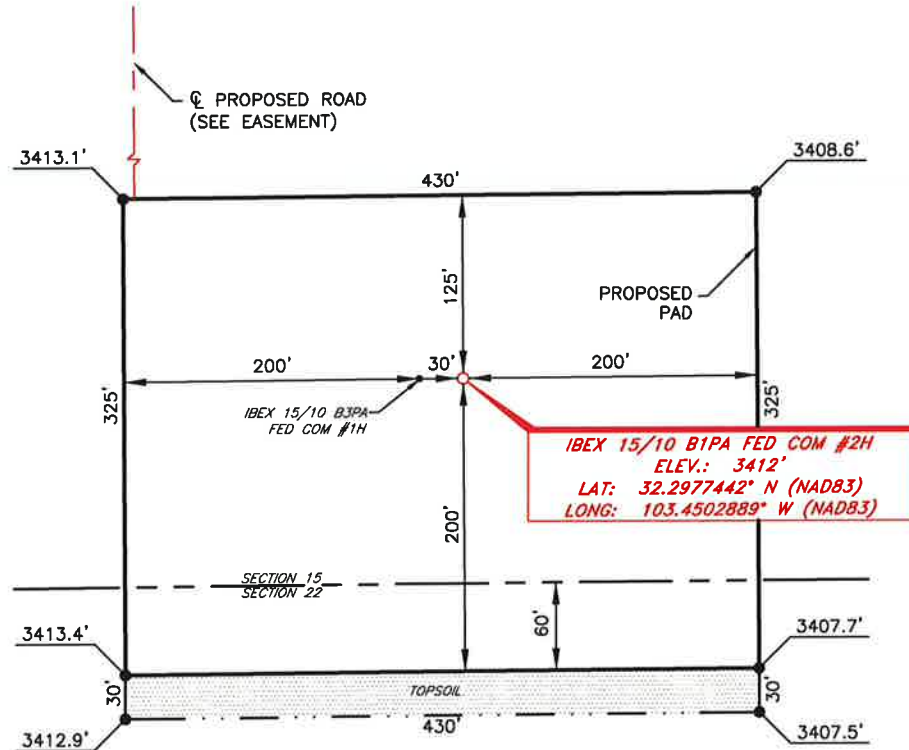 ℄ PROPOSED ROAD
(SEE EASEMENT)
3413.1'
3408.6'
430'
125'
PROPOSED
PAD
200'
30'
200'
325'
325'
IBEX 15/10 B3PA
FED COM #1H
IBEX 15/10 B1PA FED COM #2H
ELEV.: 3412'
LAT: 32.2977442° N (NAD83)
LONG: 103.4502889° W (NAD83)
200'
SECTION 15
SECTION 22
60'
3413.4'
3407.7'
30'
TOPSOIL
30'
430'
3412.9'
3407.5'